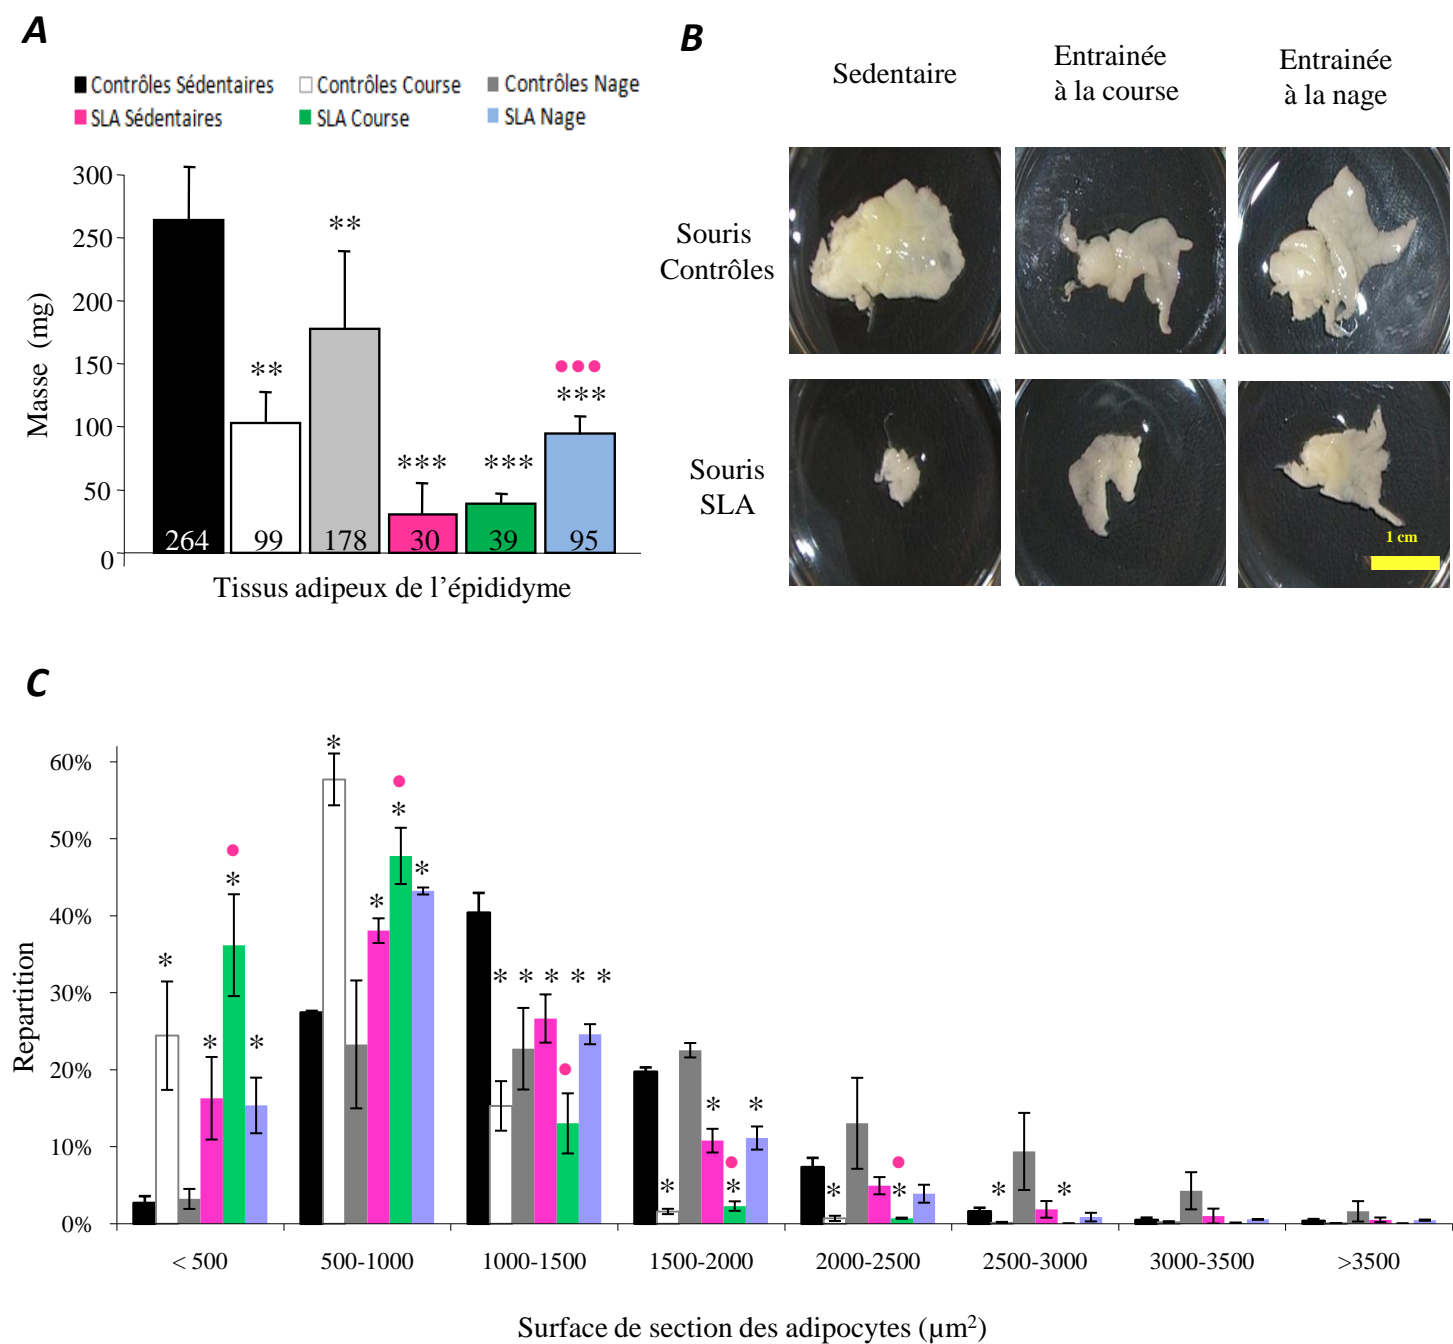 A
Contrôles Sédentaires Contrôles Course Contrôles Nage
SLA Sédentaires SLA Course SLA Nage
300
250
200
150
100
50
0
Masse (mg)
**
**
***
***
***
264 99 178 30 39 95
Tissus adipeux de l’épididyme
B
Sedentaire
Entrainée
à la course
Entrainée
à la nage
Souris
Contrôles
Souris
SLA
1 cm
C
60%
50%
40%
30%
20%
10%
0%
Repartition
* * * *
* * * *
* * * * *
* * * *
* *
* *
< 500 500-1000 1000-1500 1500-2000 2000-2500 2500-3000 3000-3500 >3500
Surface de section des adipocytes (µm²)